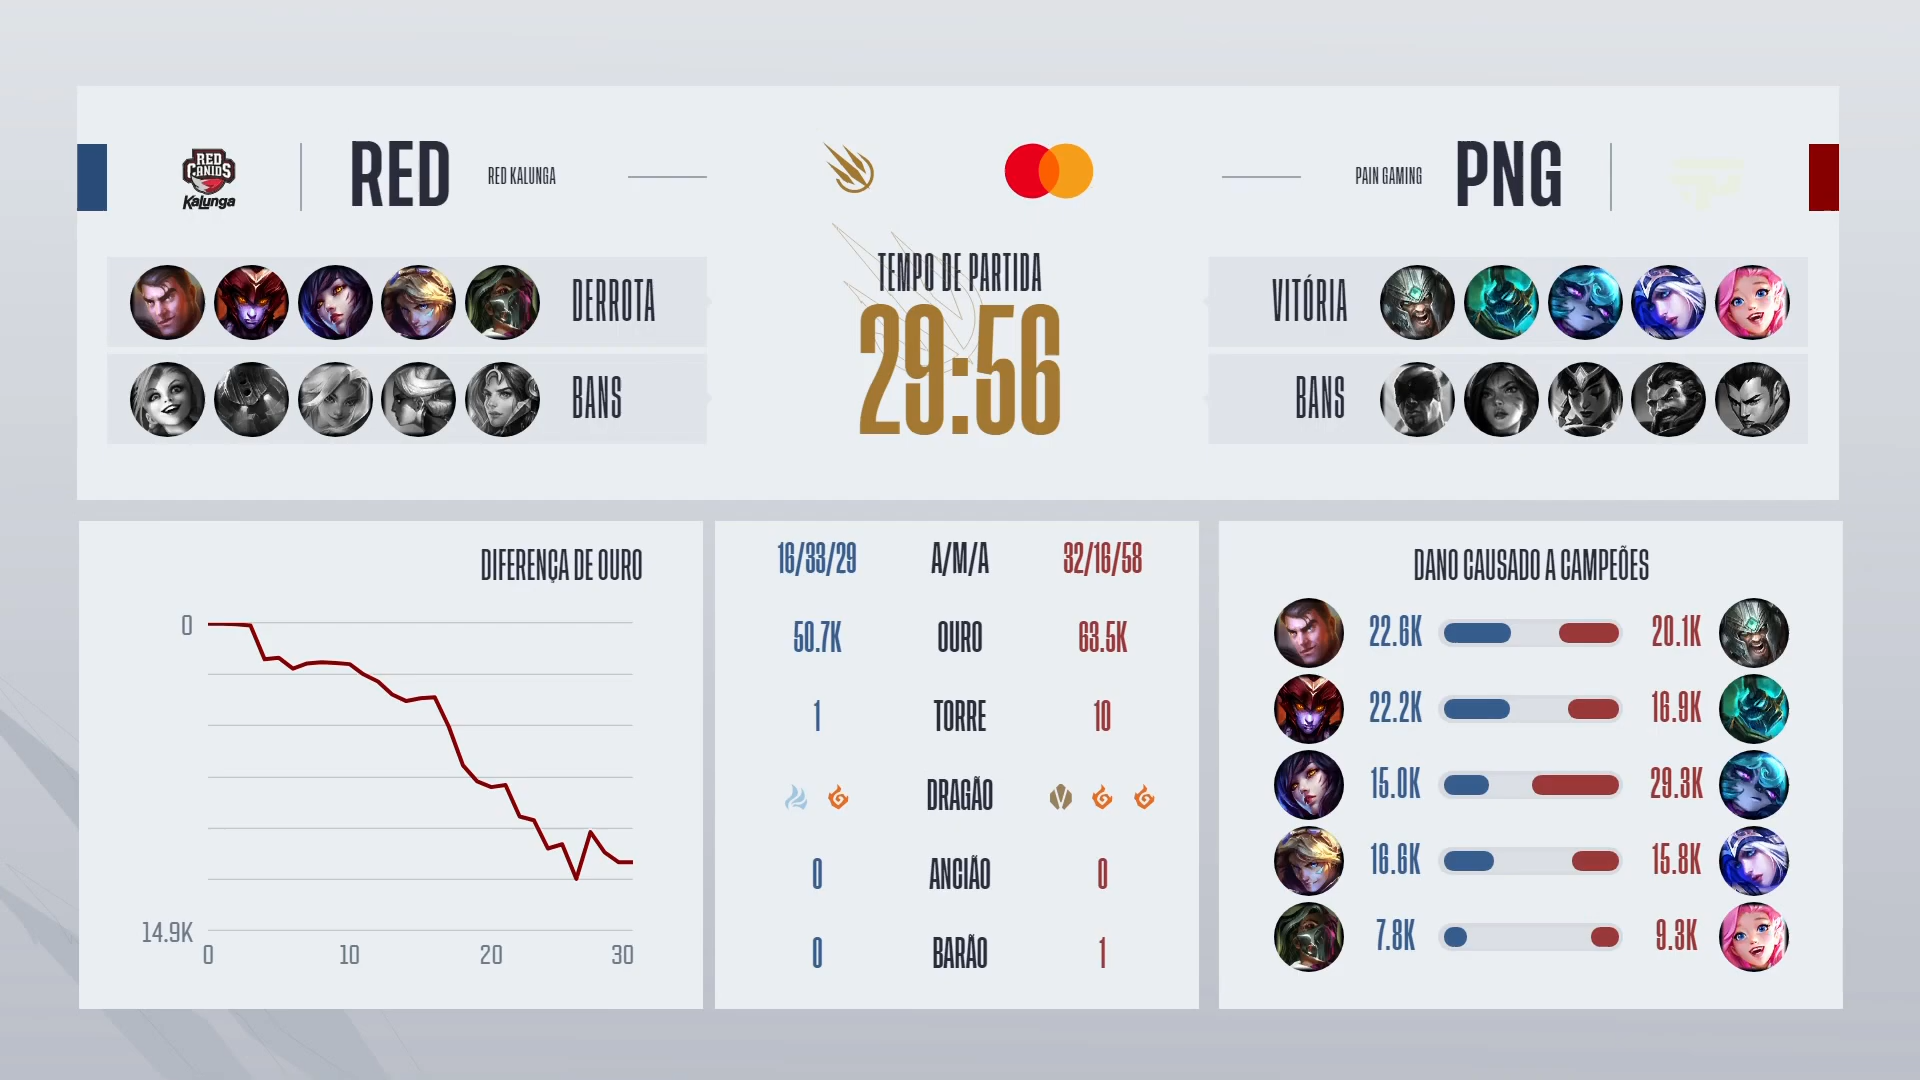 RED CANIDS Kalunga
RED
RED KALUNGA
PAIN GAMING
PNG
DERROTA
BANS
TEMPO DE PARTIDA
29:56
VITÓRIA
BANS
DIFERENÇA DE OURO
0
14.9K
0 10 20 30
16/33/29 A/M/A 32/16/58
50.7K OURO 63.5K
1 TORRE 10
DRAGÃO
0 ANCIÃO 0
0 BARÃO 1
DANO CAUSADO A CAMPEÕES
22.6K 20.1K
22.2K 16.9K
15.0K 29.3K
16.6K 15.8K
7.8K 9.3K